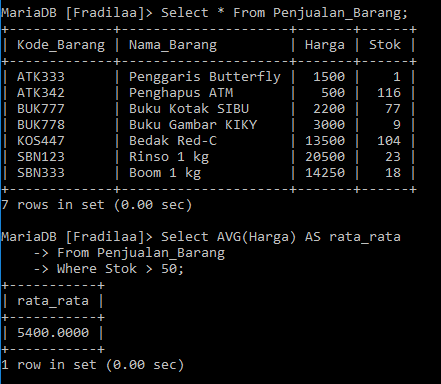 MariaDB [Fradilaa]> Select * From Penjualan_Barang;
+-------------+--------------------+-------+------+
| Kode_Barang | Nama_Barang        | Harga | Stok |
+-------------+--------------------+-------+------+
| ATK333      | Penggaris Butterfly |  1500 |    1 |
| ATK342      | Penghapus ATM      |   500 |  116 |
| BUK777      | Buku Kotak SIBU    |  2200 |   77 |
| BUK778      | Buku Gambar KIKY   |  3000 |    9 |
| KOS447      | Bedak Red-C        | 13500 |  104 |
| SBN123      | Rinso 1 kg         | 20500 |   23 |
| SBN333      | Boom 1 kg          | 14250 |   18 |
+-------------+--------------------+-------+------+
7 rows in set (0.00 sec)
MariaDB [Fradilaa]> Select AVG(Harga) AS rata_rata
    -> From Penjualan_Barang
    -> Where Stok > 50;
+-----------+
| rata_rata |
+-----------+
| 5400.0000 |
+-----------+
1 row in set (0.00 sec)